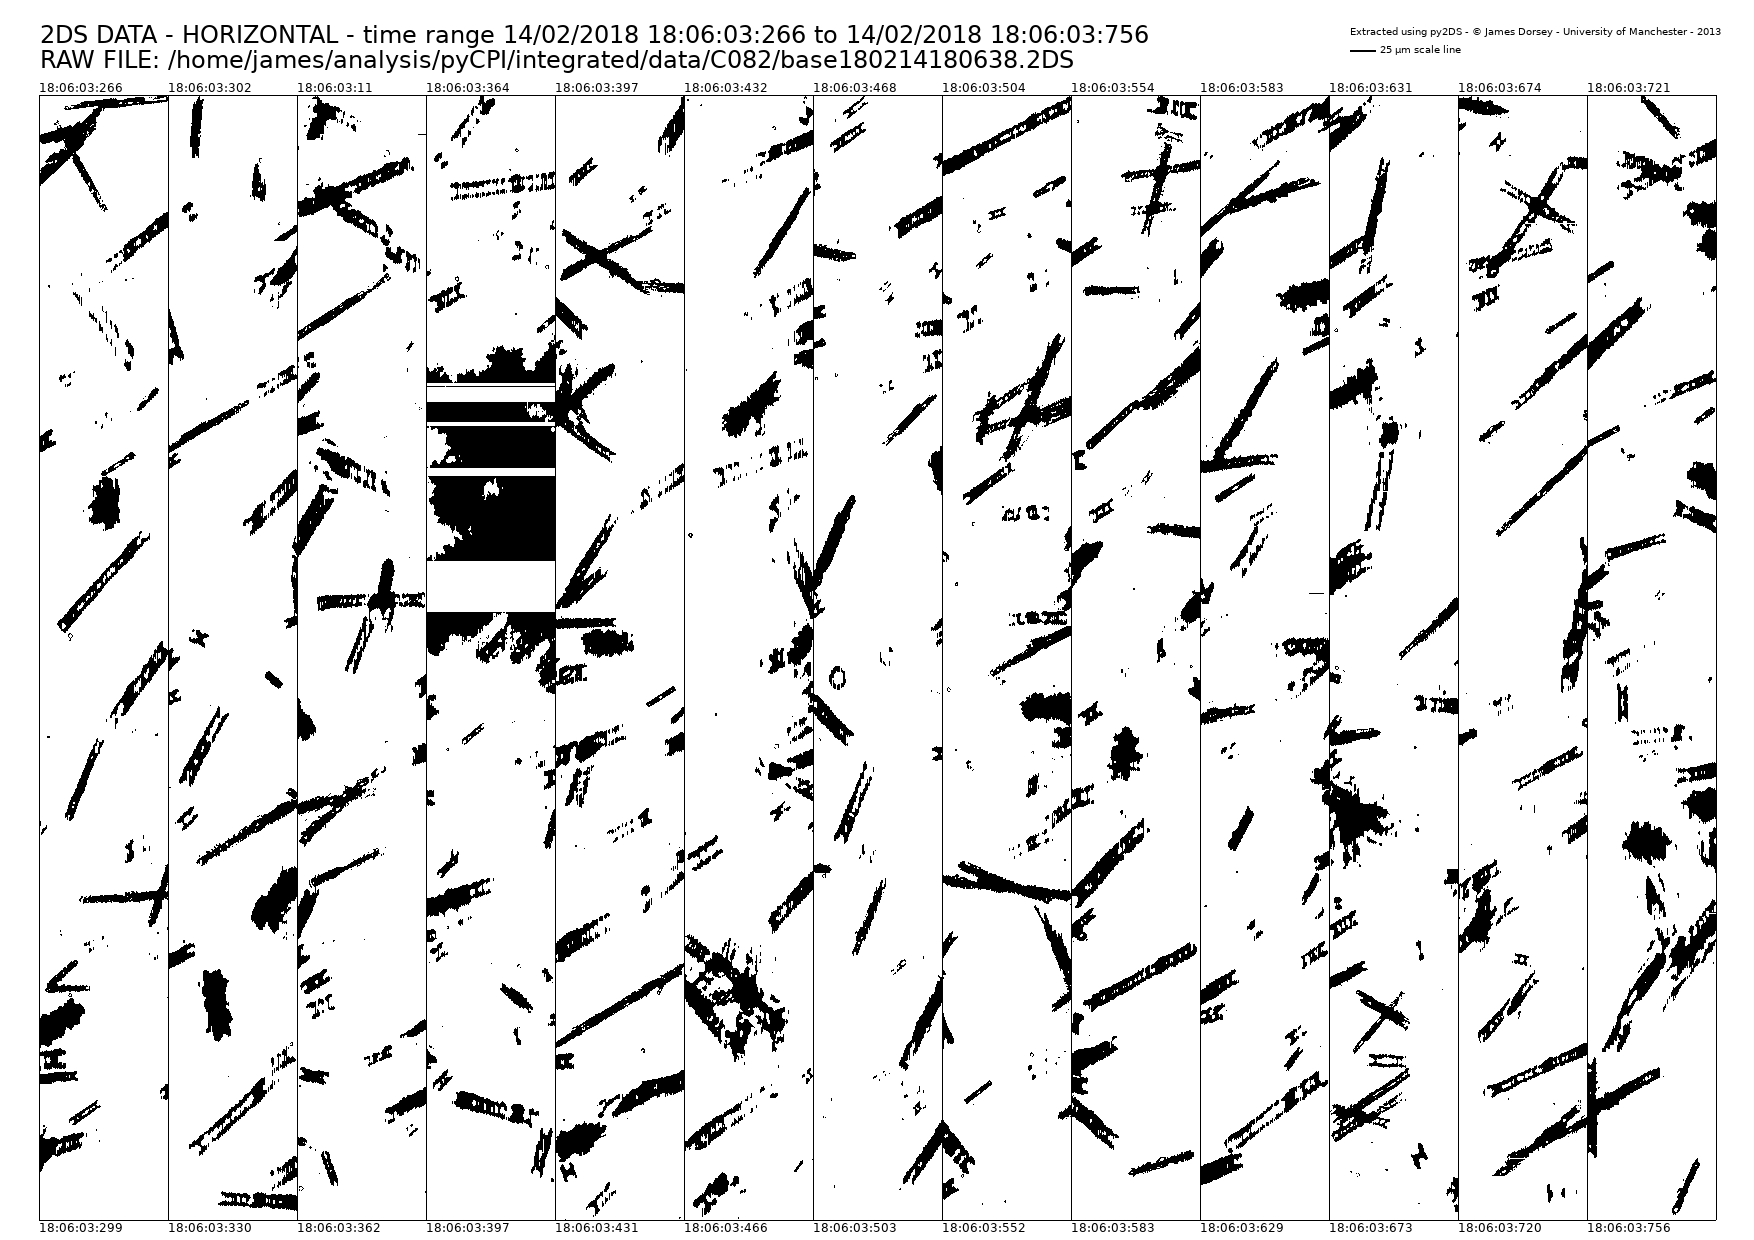 2DS DATA - HORIZONTAL - time range 14/02/2018 18:06:03:266 to 14/02/2018 18:06:03:756
RAW FILE: /home/james/analysis/pyCPI/integrated/data/C082/base180214180638.2DS
Extracted using py2DS - © James Dorsey - University of Manchester - 2013
25 µm scale line
18:06:03:266 18:06:03:302 18:06:03:11 18:06:03:364 18:06:03:397 18:06:03:432 18:06:03:468 18:06:03:504 18:06:03:554 18:06:03:583 18:06:03:631 18:06:03:674 18:06:03:721
18:06:03:299 18:06:03:330 18:06:03:362 18:06:03:397 18:06:03:431 18:06:03:466 18:06:03:503 18:06:03:552 18:06:03:583 18:06:03:629 18:06:03:673 18:06:03:720 18:06:03:756